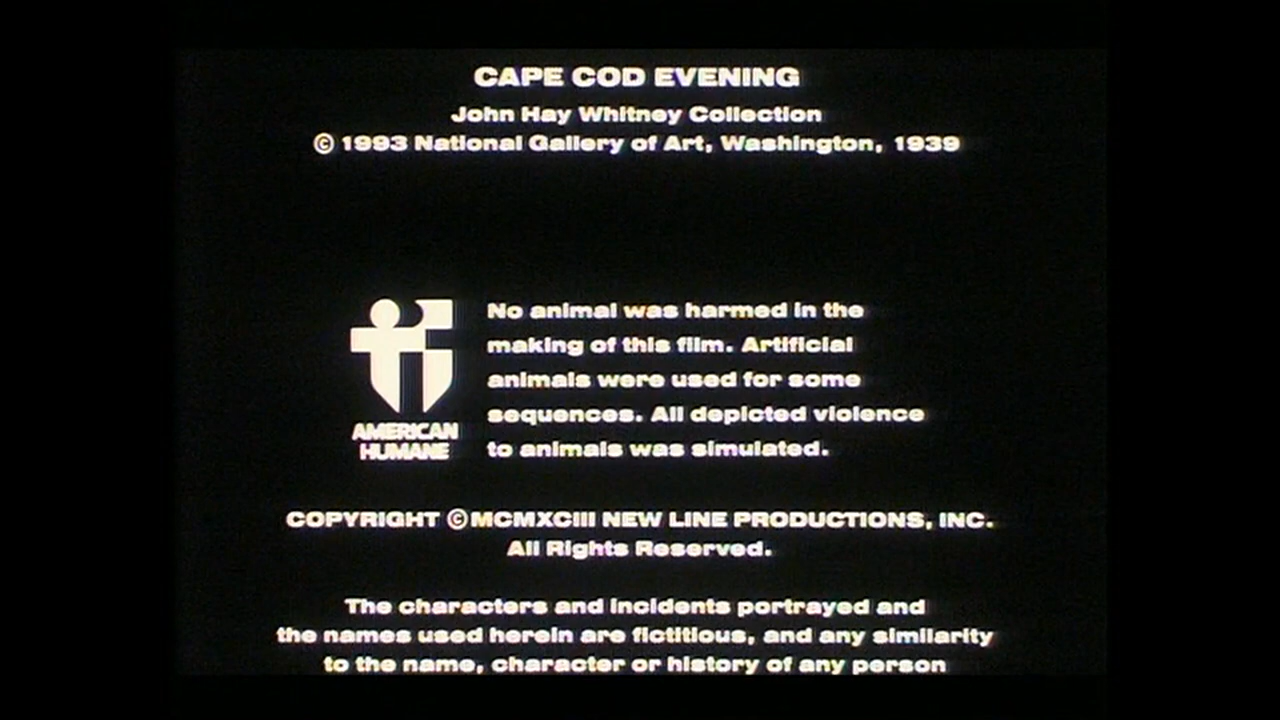 CAPE COD EVENING
John Hay Whitney Collection
© 1993 National Gallery of Art, Washington, 1939
No animal was harmed in the
making of this film. Artificial
animals were used for some
sequences. All depicted violence
to animals was simulated.
AMERICAN
HUMANE
COPYRIGHT ©MCMXCIII NEW LINE PRODUCTIONS, INC.
All Rights Reserved.
The characters and incidents portrayed and
the names used herein are fictitious, and any similarity
to the name, character or history of any person